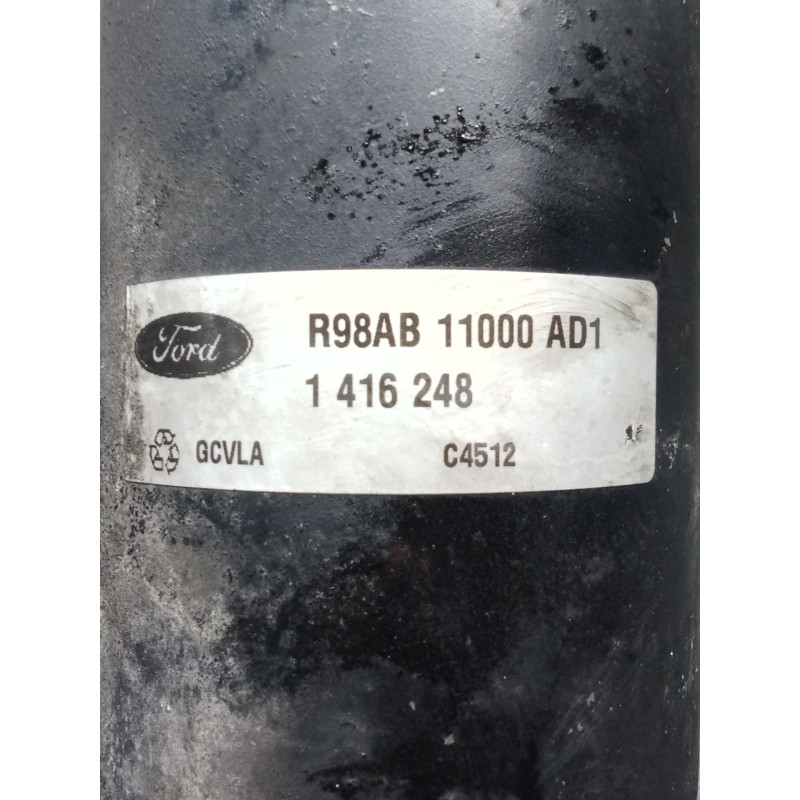 Ford
R98AB 11000 AD1
1 416 248
GCVLA C4512